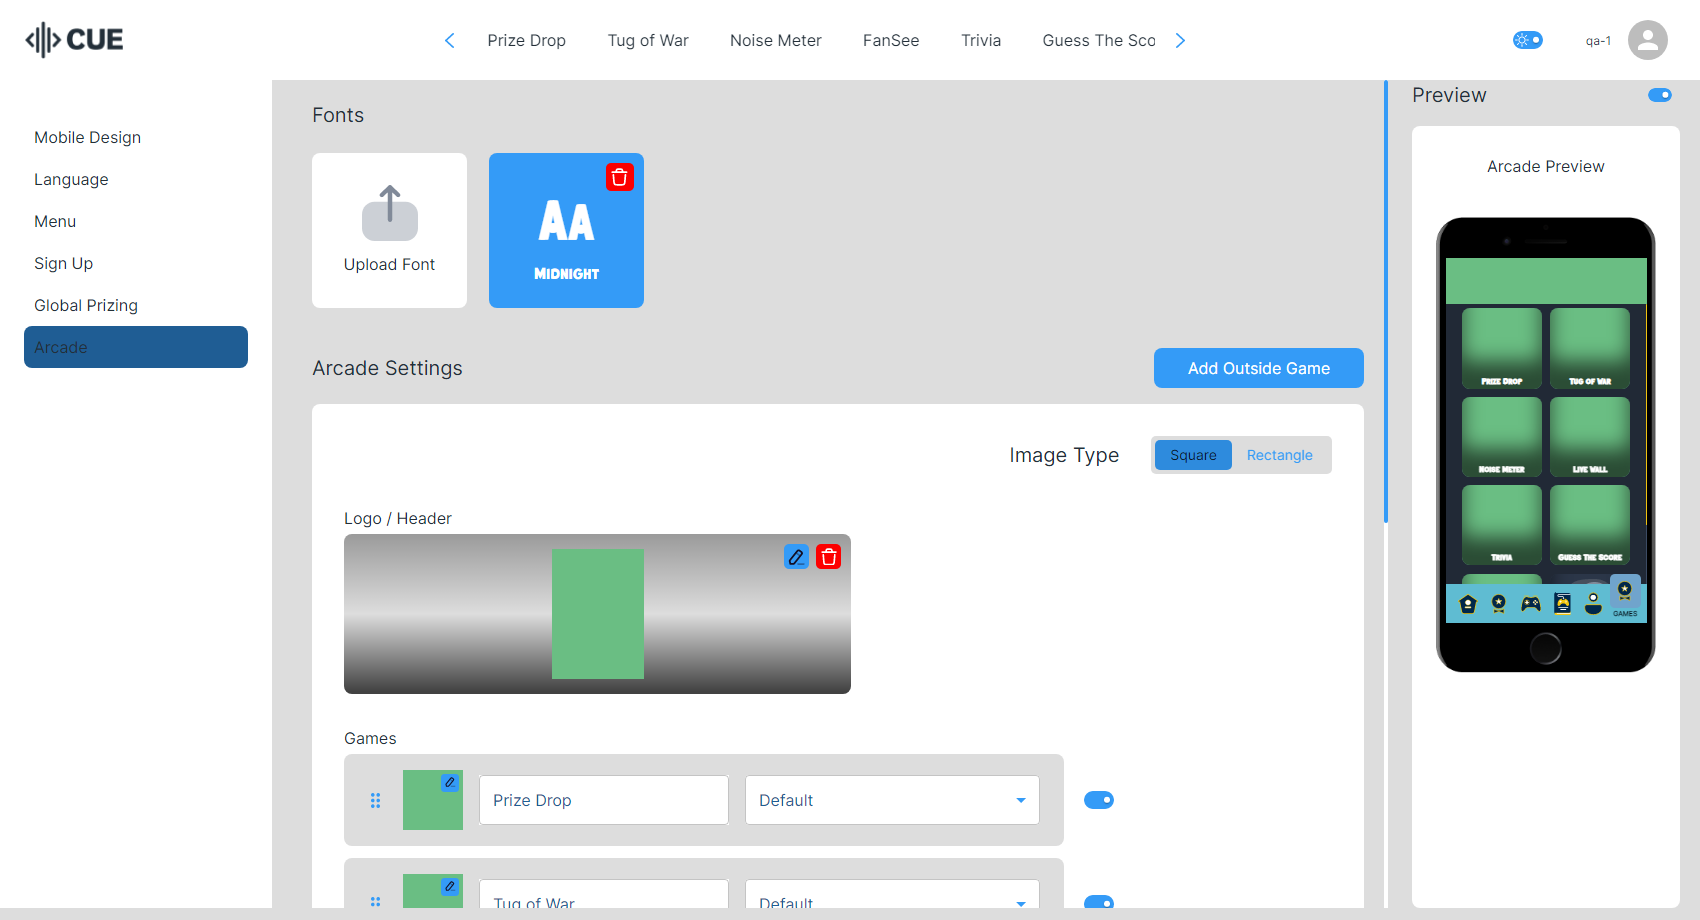 CUE
Prize Drop
Tug of War
Noise Meter
FanSee
Trivia
Guess The Sco
qa-1
Mobile Design
Language
Menu
Sign Up
Global Prizing
Arcade
Fonts
Upload Font
AA
MIDNIGHT
Arcade Settings
Add Outside Game
Image Type
Square
Rectangle
Logo / Header
Games
Prize Drop
Default
Tug of War
Default
Preview
Arcade Preview
PRIZE DROP
TUG OF WAR
NOISE METER
LIVE WALL
TRIVIA
GUESS THE SCORE
GAMES